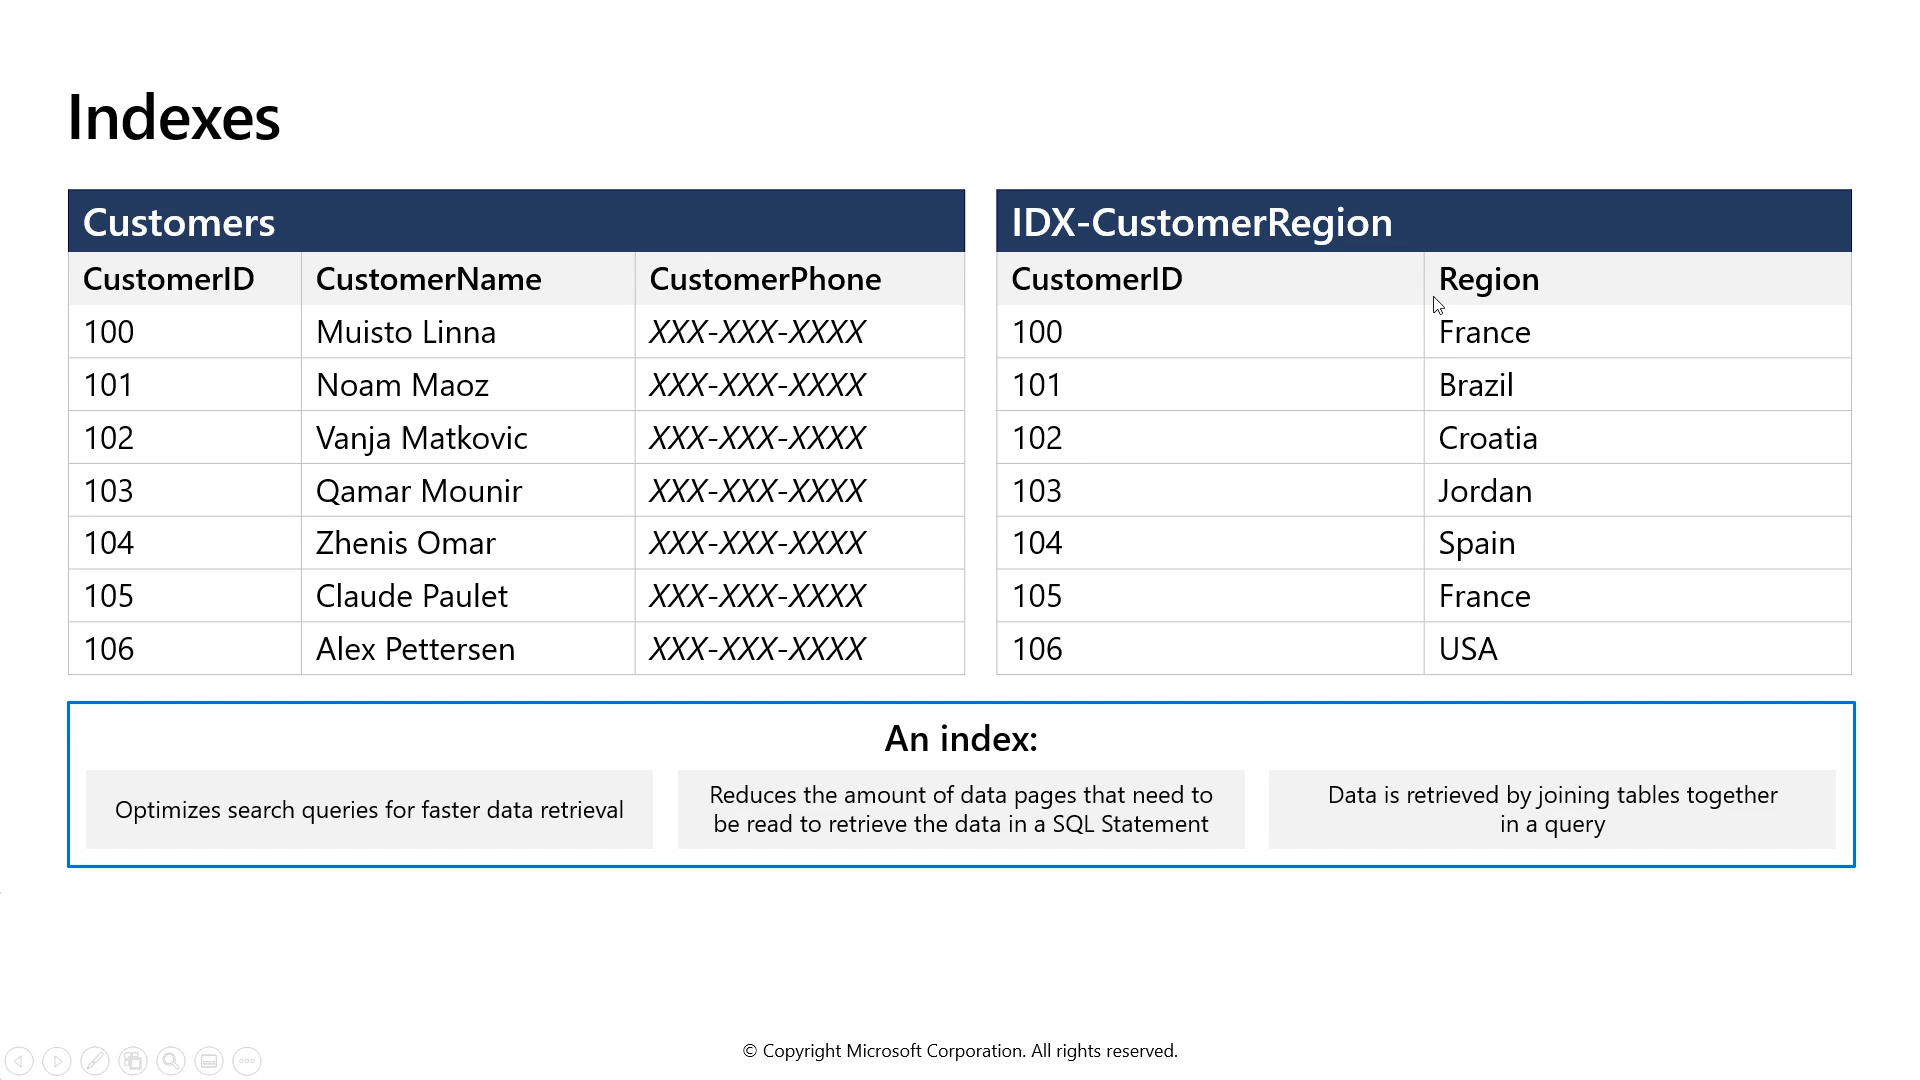 Indexes
Customers
CustomerID CustomerName CustomerPhone
100 Muisto Linna XXX-XXX-XXXX
101 Noam Maoz XXX-XXX-XXXX
102 Vanja Matkovic XXX-XXX-XXXX
103 Qamar Mounir XXX-XXX-XXXX
104 Zhenis Omar XXX-XXX-XXXX
105 Claude Paulet XXX-XXX-XXXX
106 Alex Pettersen XXX-XXX-XXXX
IDX-CustomerRegion
CustomerID Region
100 France
101 Brazil
102 Croatia
103 Jordan
104 Spain
105 France
106 USA
An index:
Optimizes search queries for faster data retrieval
Reduces the amount of data pages that need to
be read to retrieve the data in a SQL Statement
Data is retrieved by joining tables together
in a query
© Copyright Microsoft Corporation. All rights reserved.